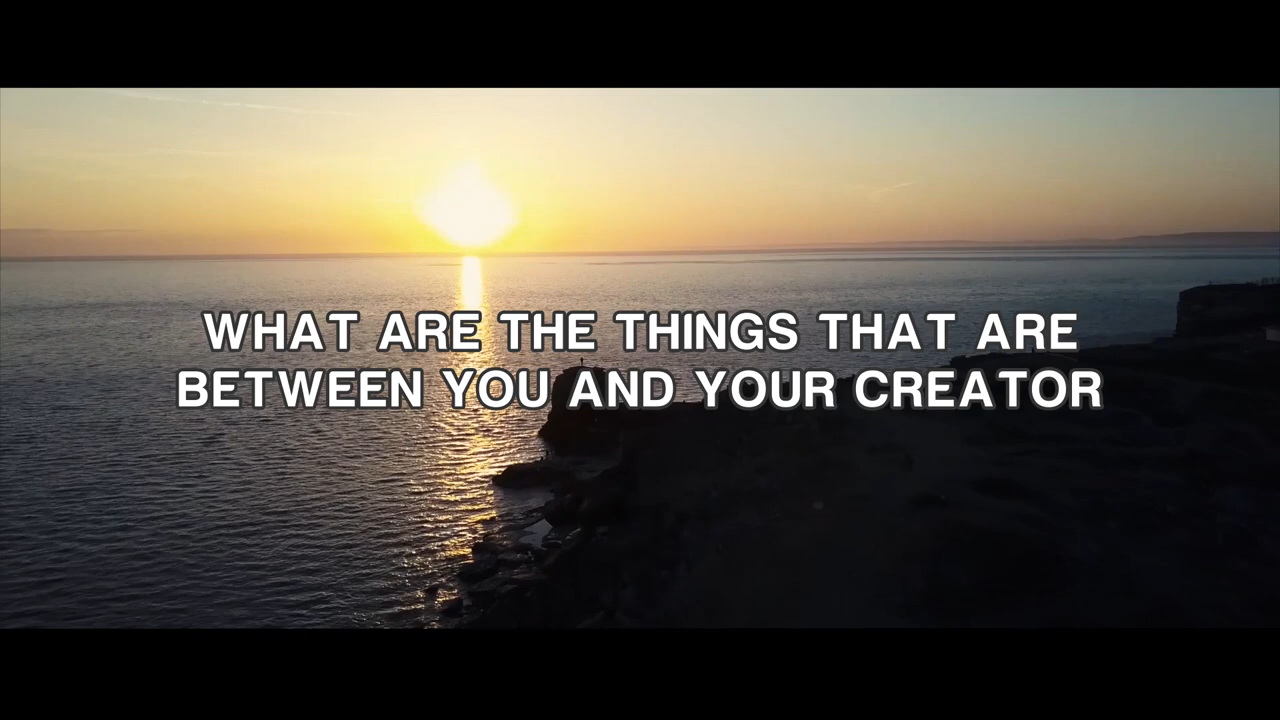 WHAT ARE THE THINGS THAT ARE
BETWEEN YOU AND YOUR CREATOR